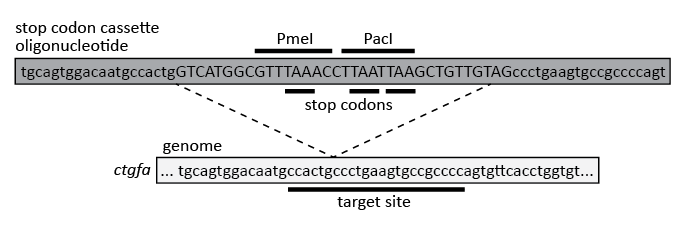 stop codon cassette
oligonucleotide
PmeI PacI
tgcagtggacaatgccactgGTCATGGCGTTTAAACCTTAATTAAGCTGTTGTAGccctgaagtgccgccccagt
stop codons
genome
ctgfa ... tgcagtggacaatgccactgccctgaagtgccgccccagtgttcacctggtgt...
target site